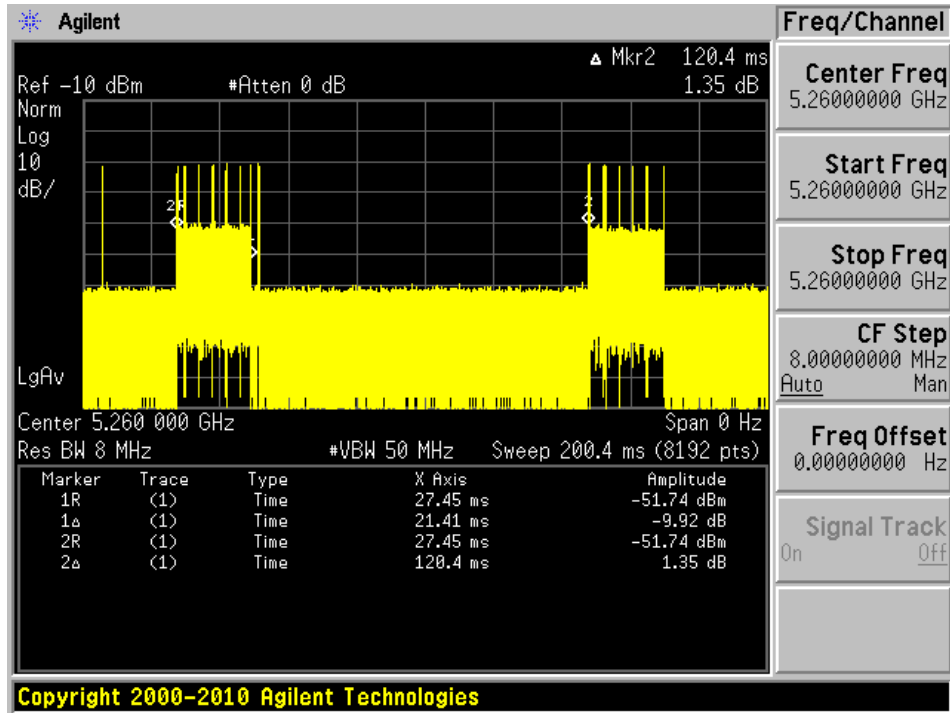 Agilent
Freq/Channel
Δ Mkr2 120.4 ms
Ref -10 dBm #Atten 0 dB 1.35 dB
Norm
Log
10
dB/
2R
2
LgAv
Center 5.260 000 GHz Span 0 Hz
Res BW 8 MHz #VBW 50 MHz Sweep 200.4 ms (8192 pts)
Marker Trace Type X Axis Amplitude
1R (1) Time 27.45 ms -51.74 dBm
1Δ (1) Time 21.41 ms -9.92 dB
2R (1) Time 27.45 ms -51.74 dBm
2Δ (1) Time 120.4 ms 1.35 dB
Center Freq
5.26000000 GHz
Start Freq
5.26000000 GHz
Stop Freq
5.26000000 GHz
CF Step
8.00000000 MHz
Auto Man
Freq Offset
0.00000000 Hz
Signal Track
On Off
Copyright 2000-2010 Agilent Technologies